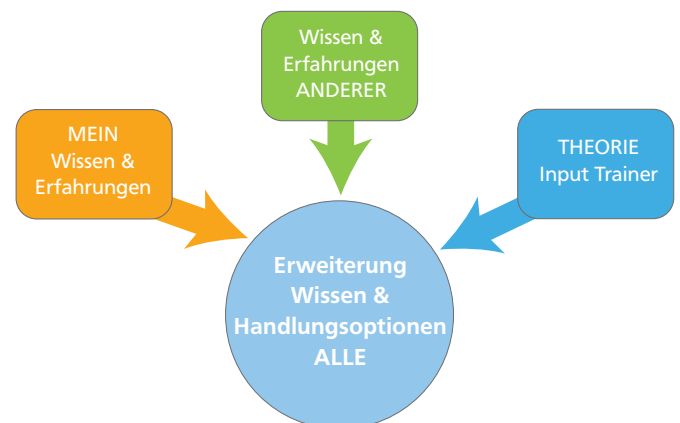 Wissen &
Erfahrungen
ANDERER
MEIN
Wissen &
Erfahrungen
THEORIE
Input Trainer
Erweiterung
Wissen &
Handlungsoptionen
ALLE